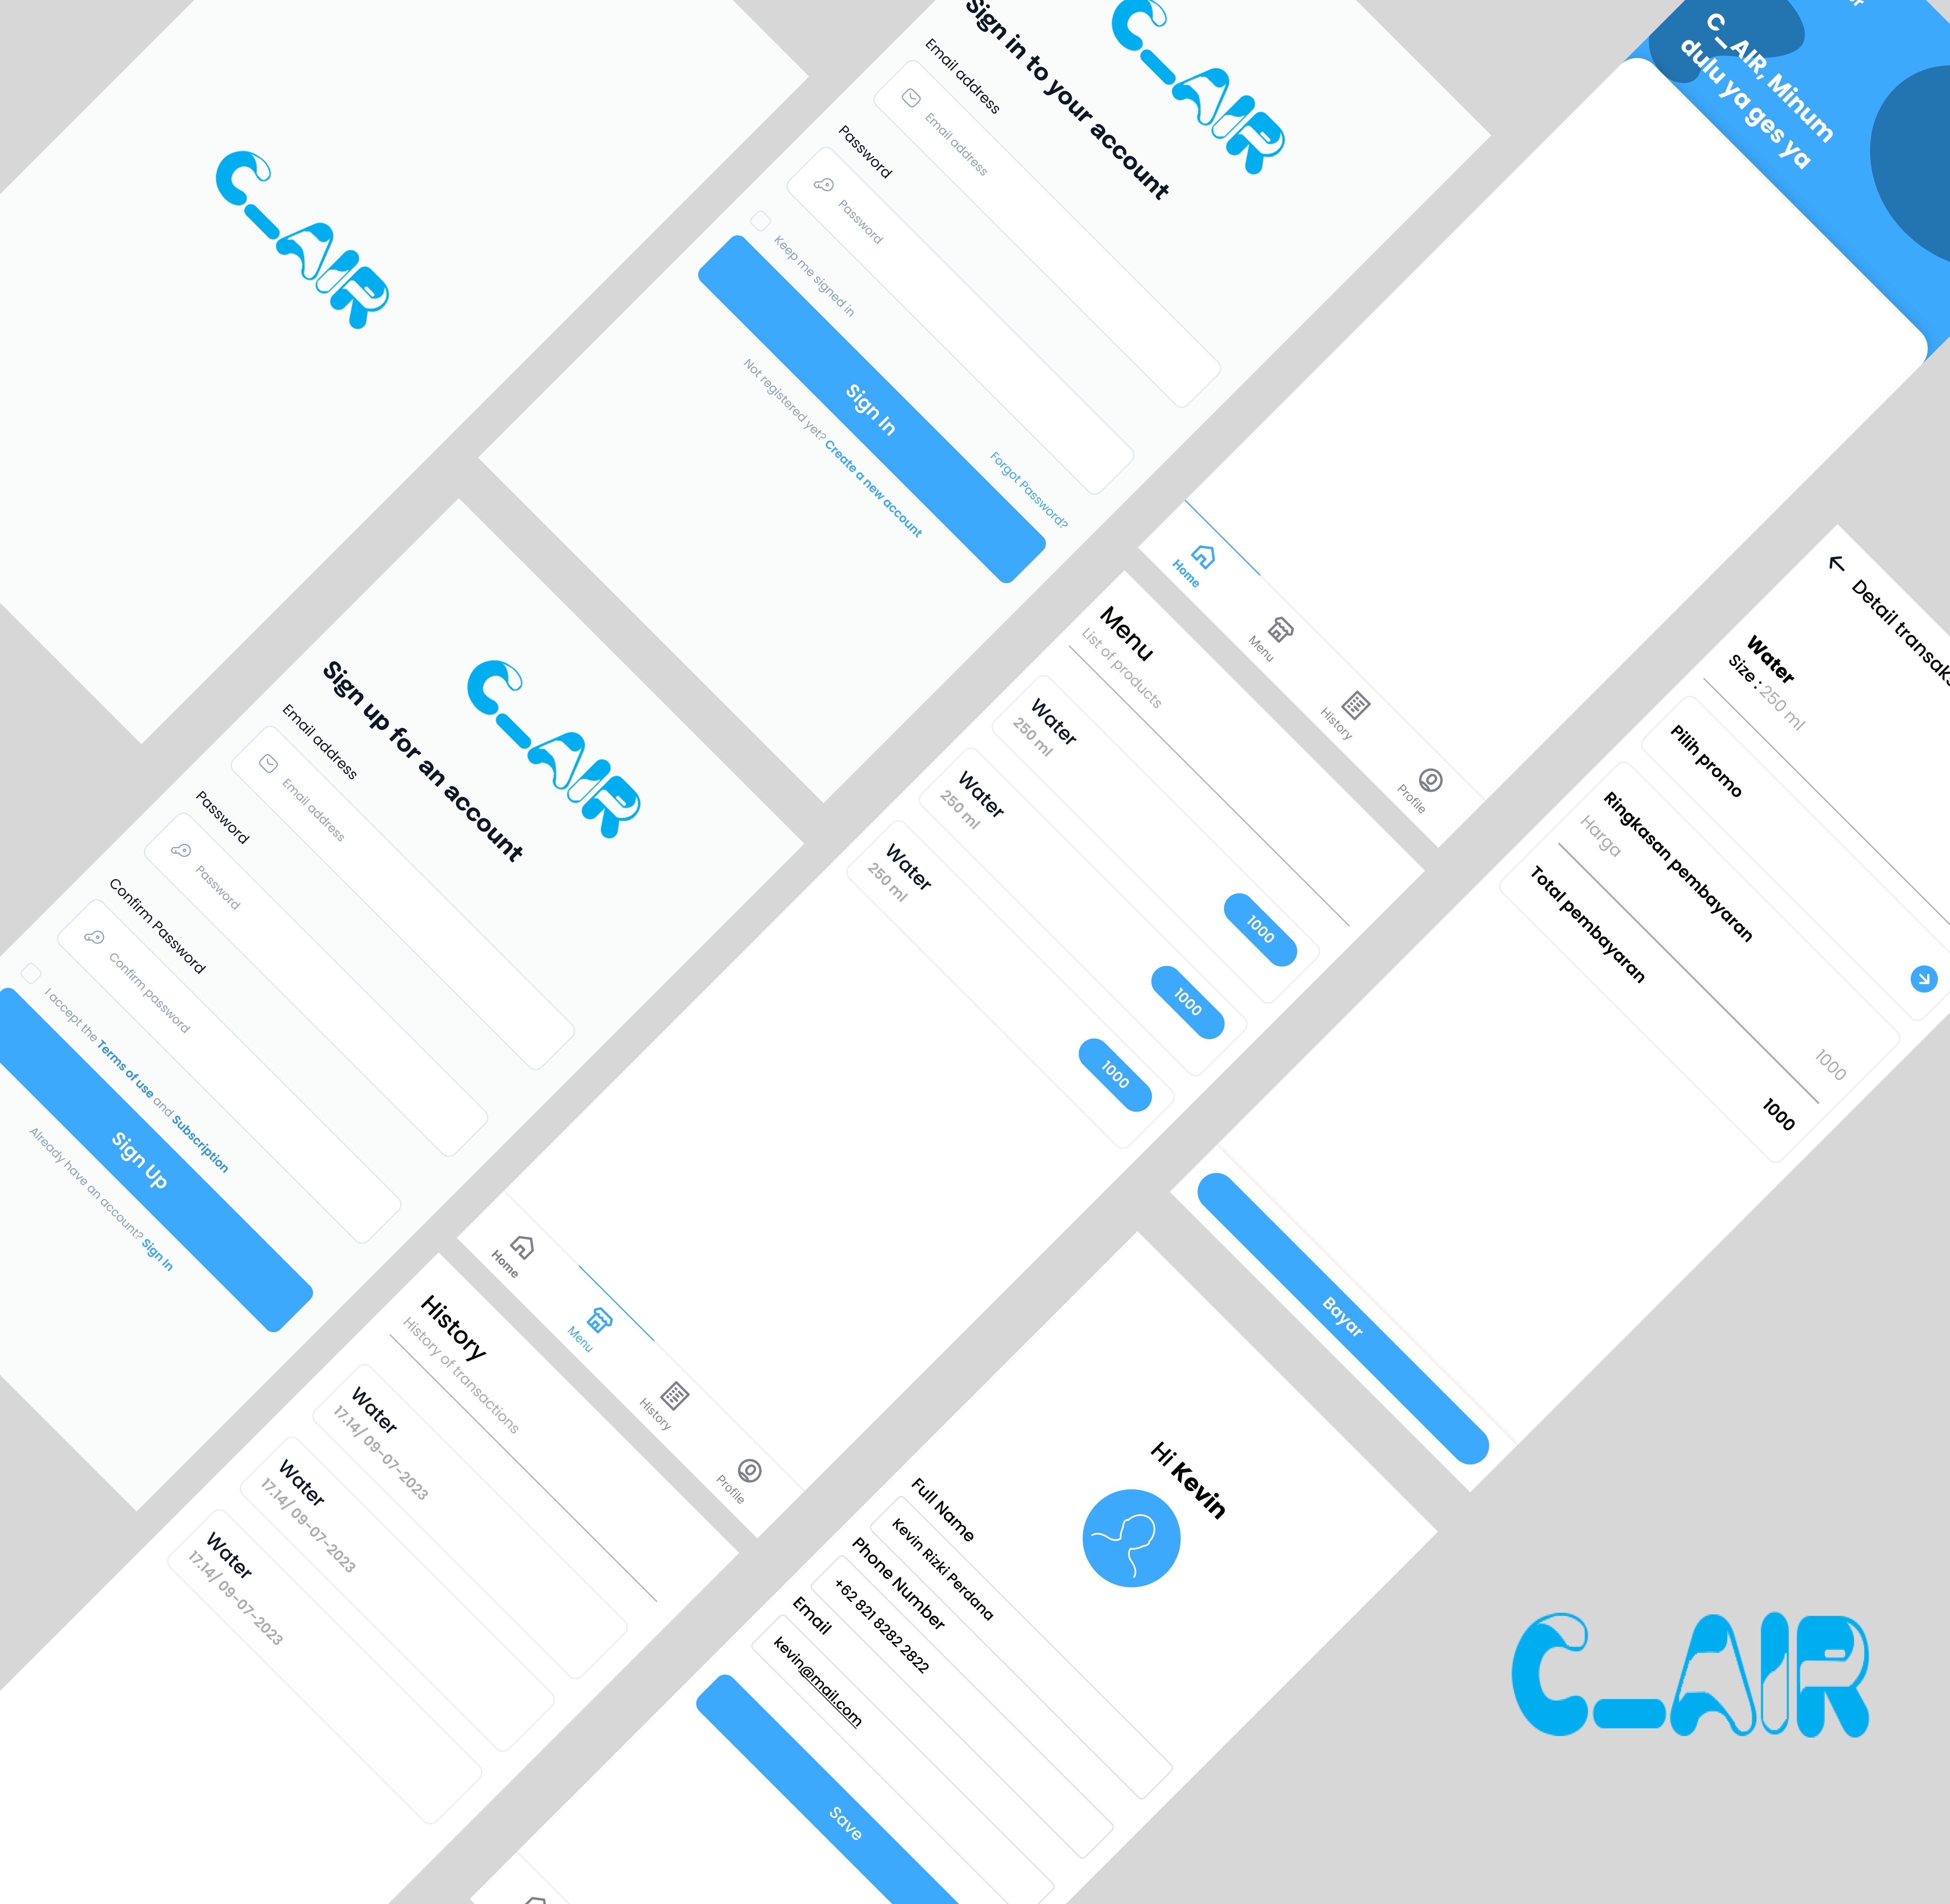 C_AIR
C_AIR
Sign in to your account
Email address
Email address
Password
Password
Keep me signed in
Forgot Password?
Sign In
Not registered yet? Create a new account
C_AIR, Minum
dulu ya ges ya
Home
Menu
History
Profile
C_AIR
Sign up for an account
Email address
Email address
Password
Password
Confirm Password
Confirm password
I accept the Terms of use and Subscription
Sign Up
Already have an account? Sign In
Menu
List of products
Water
250 ml
1000
Water
250 ml
1000
Water
250 ml
1000
Home
Menu
History
Profile
Detail transaks
Water
Size : 250 ml
Pilih promo
Ringkasan pembayaran
Harga
1000
Total pembayaran
1000
Bayar
History
History of transactions
Water
17.14/ 09-07-2023
Water
17.14/ 09-07-2023
Water
17.14/ 09-07-2023
Hi Kevin
Full Name
Kevin Rizki Perdana
Phone Number
+62 821 8282 2822
Email
kevin@mail.com
Save
C_AIR